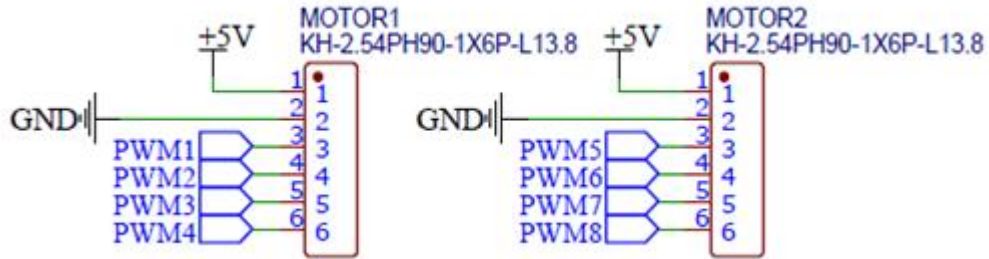 MOTOR1
KH-2.54PH90-1X6P-L13.8
+5V
1 1
GND 2 2
PWM1 3 3
PWM2 4 4
PWM3 5 5
PWM4 6 6
MOTOR2
KH-2.54PH90-1X6P-L13.8
+5V
1 1
GND 2 2
PWM5 3 3
PWM6 4 4
PWM7 5 5
PWM8 6 6